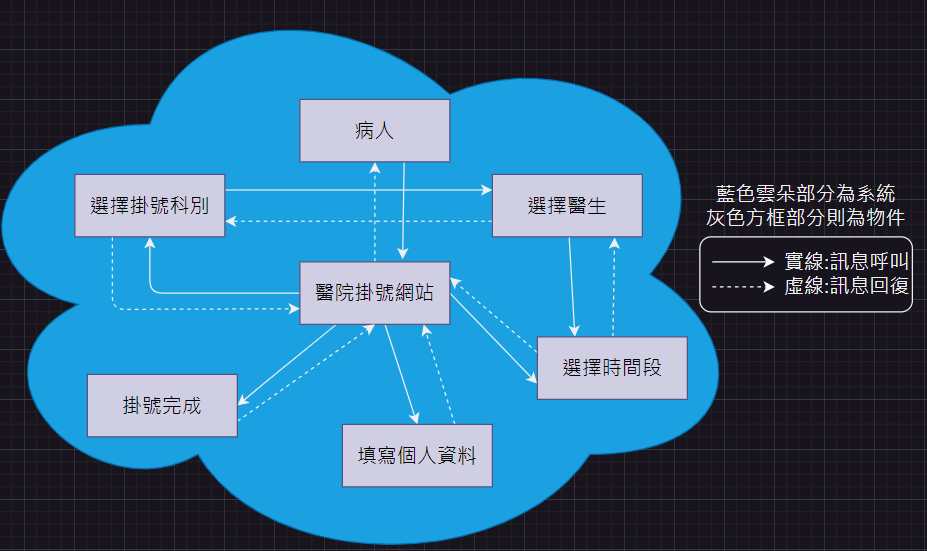 病人
選擇掛號科別
選擇醫生
醫院掛號網站
選擇時間段
掛號完成
填寫個人資料
藍色雲朵部分為系統
灰色方框部分則為物件
實線:訊息呼叫
虛線:訊息回復